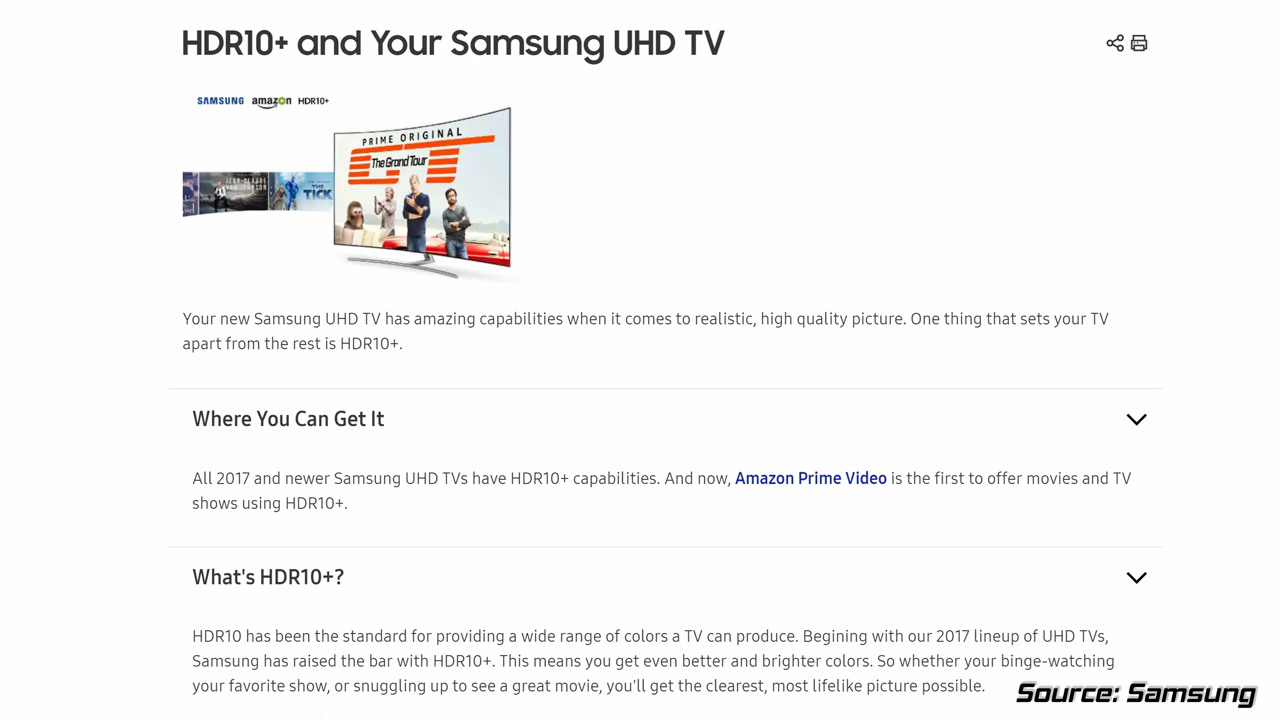 HDR10+ and Your Samsung UHD TV
SAMSUNG amazon HDR10+
PRIME ORIGINAL
The Grand Tour
JEAN-CLAUDE
VAN JOHNSON
THE
TICK
Your new Samsung UHD TV has amazing capabilities when it comes to realistic, high quality picture. One thing that sets your TV
apart from the rest is HDR10+.
Where You Can Get It
All 2017 and newer Samsung UHD TVs have HDR10+ capabilities. And now, Amazon Prime Video is the first to offer movies and TV
shows using HDR10+.
What's HDR10+?
HDR10 has been the standard for providing a wide range of colors a TV can produce. Begining with our 2017 lineup of UHD TVs,
Samsung has raised the bar with HDR10+. This means you get even better and brighter colors. So whether your binge-watching
your favorite show, or snuggling up to see a great movie, you'll get the clearest, most lifelike picture possible.
Source: Samsung